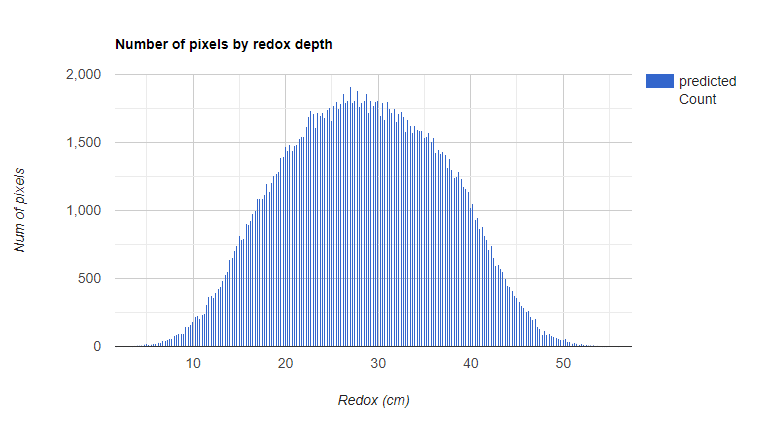 Number of pixels by redox depth
predicted
Count
2,000
1,500
1,000
500
0
Num of pixels
10 20 30 40 50
Redox (cm)